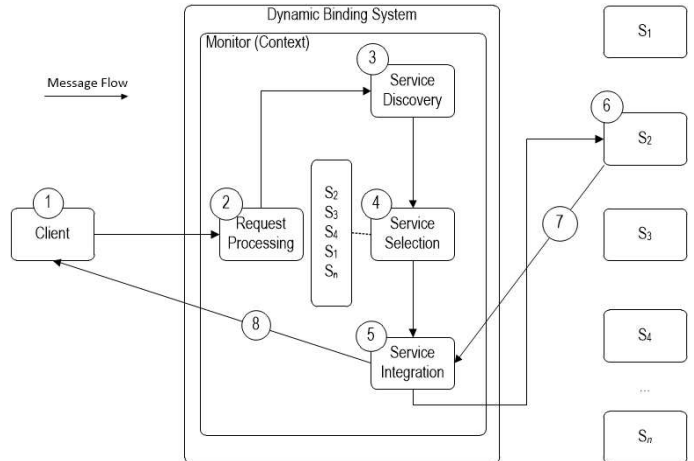 Dynamic Binding System
Monitor (Context)
Message Flow
1
Client
2
Request
Processing
3
Service
Discovery
S2
S3
S4
S1
Sn
4
Service
Selection
5
Service
Integration
6
7
8
S1
S2
S3
S4
...
Sn